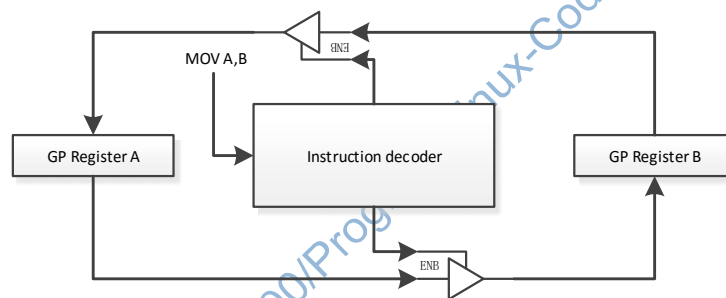 ENB
MOV A,B
GP Register A
Instruction decoder
GP Register B
ENB